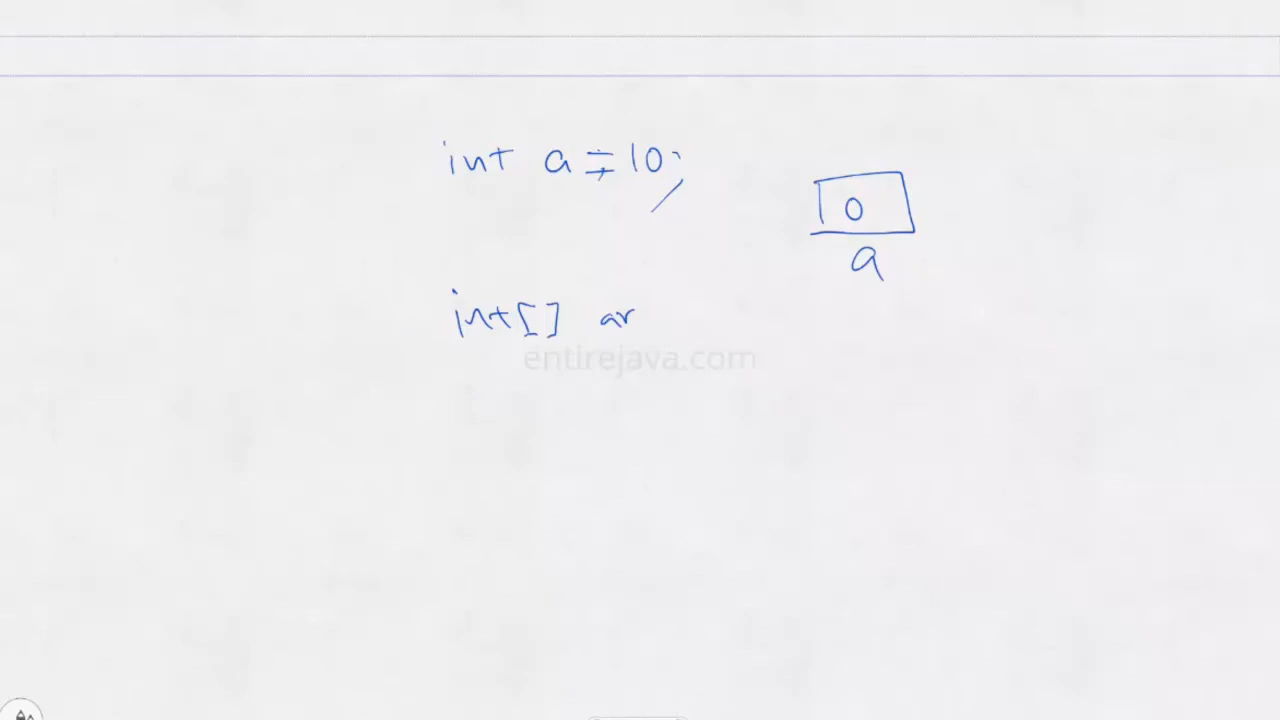 int a = 10;
0
a
int[] ar
entirejava.com